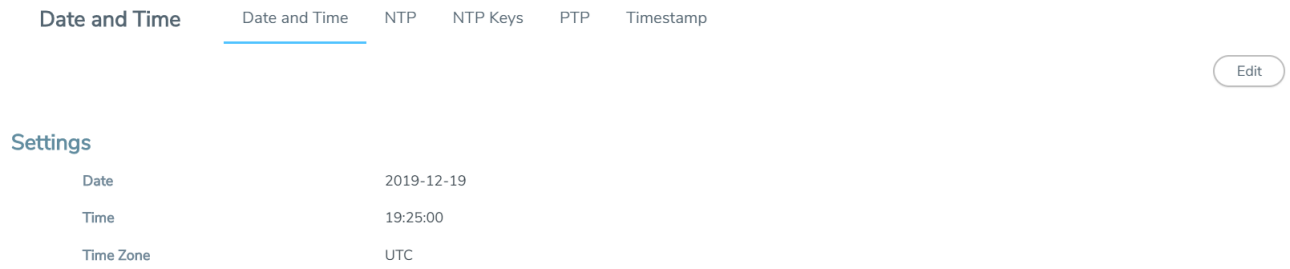 Date and Time Date and Time NTP NTP Keys PTP Timestamp
Edit
Settings
Date 2019-12-19
Time 19:25:00
Time Zone UTC